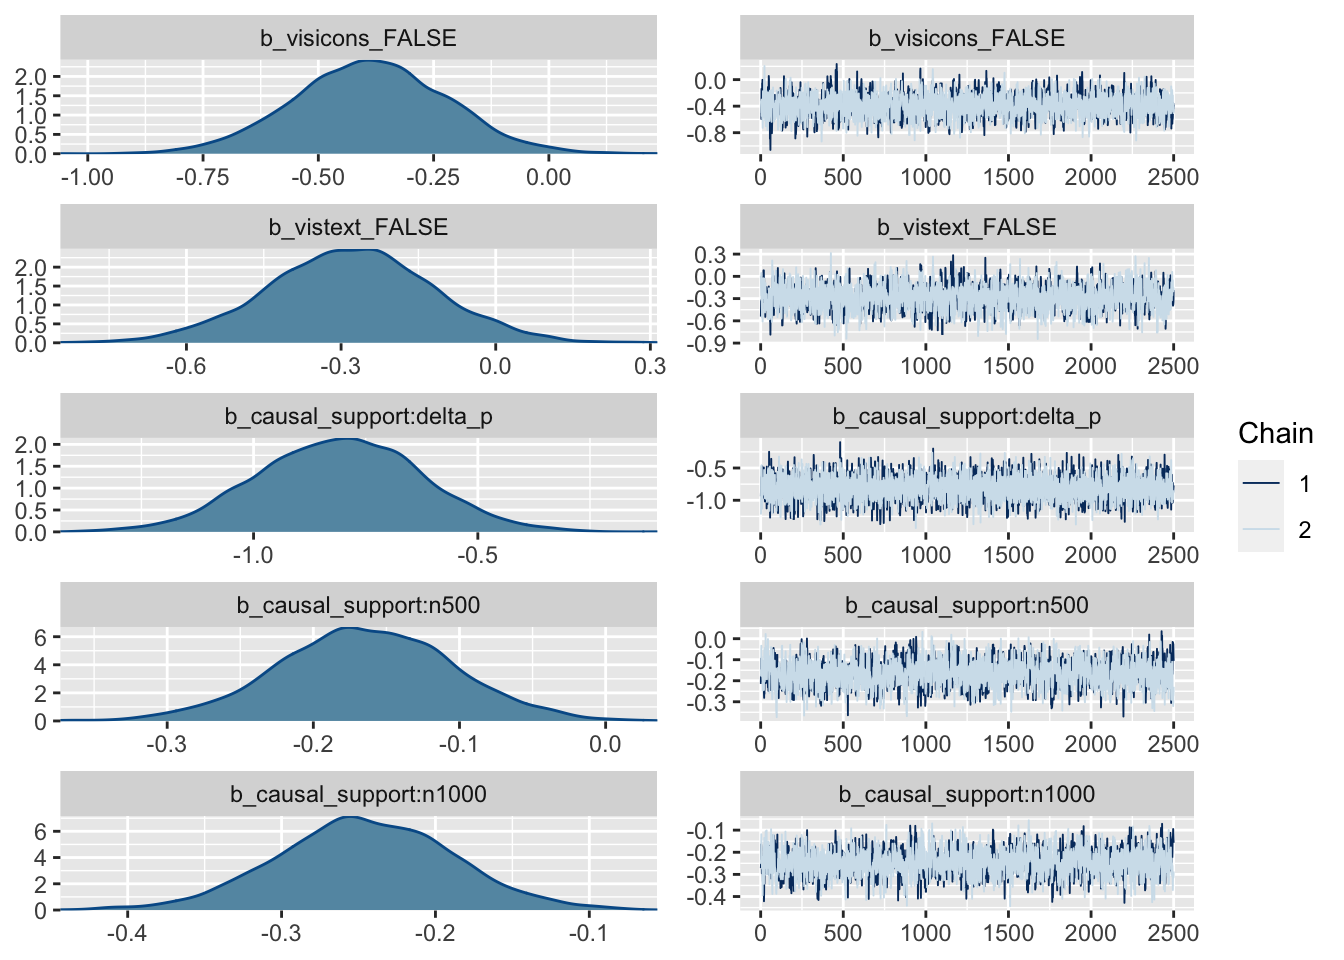 b_visicons_FALSE
2.0
1.5
1.0
0.5
0.0
-1.00 -0.75 -0.50 -0.25 0.00
b_visicons_FALSE
0.0
-0.4
-0.8
0 500 1000 1500 2000 2500
b_vistext_FALSE
2.0
1.5
1.0
0.5
0.0
-0.6 -0.3 0.0 0.3
b_vistext_FALSE
0.3
0.0
-0.3
-0.6
-0.9
0 500 1000 1500 2000 2500
b_causal_support:delta_p
2.0
1.5
1.0
0.5
0.0
-1.0 -0.5
b_causal_support:delta_p
-0.5
-1.0
0 500 1000 1500 2000 2500
b_causal_support:n500
6
4
2
0
-0.3 -0.2 -0.1 0.0
b_causal_support:n500
0.0
-0.1
-0.2
-0.3
0 500 1000 1500 2000 2500
b_causal_support:n1000
6
4
2
0
-0.4 -0.3 -0.2 -0.1
b_causal_support:n1000
-0.1
-0.2
-0.3
-0.4
0 500 1000 1500 2000 2500
Chain
1
2